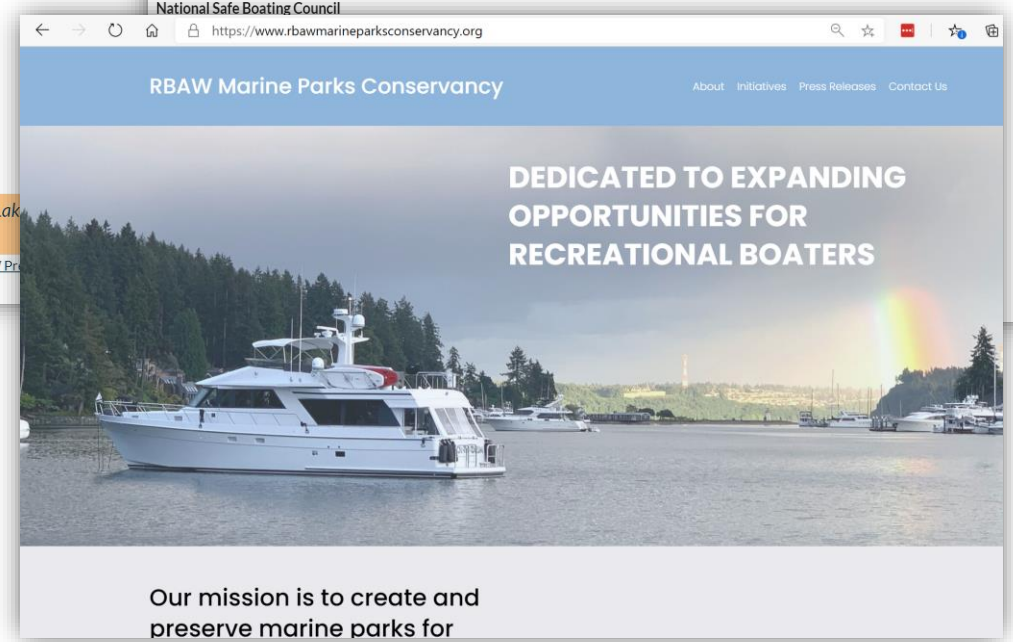 National Safe Boating Council
https://www.rbawmarineparksconservancy.org
RBAW Marine Parks Conservancy
About Initiatives Press Releases Contact Us
DEDICATED TO EXPANDING
OPPORTUNITIES FOR
RECREATIONAL BOATERS
Our mission is to create and
preserve marine parks for